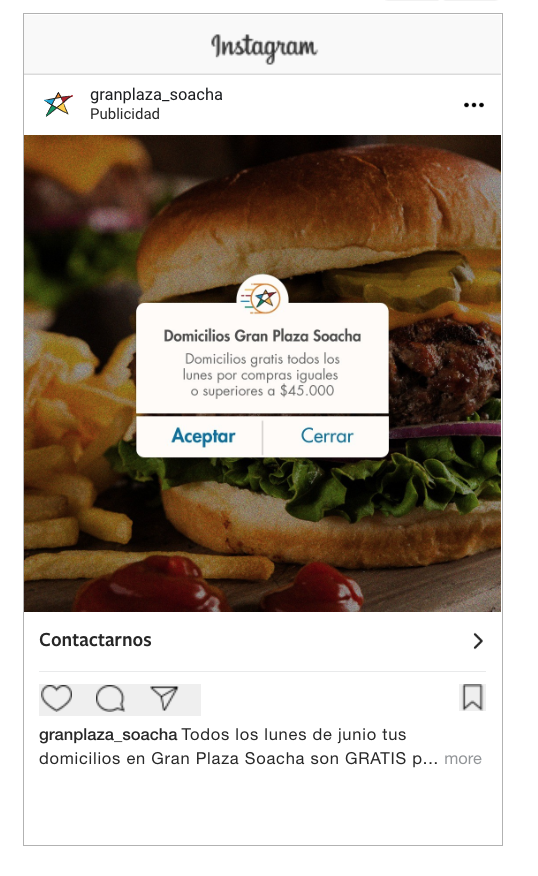 Instagram
granplaza_soacha
Publicidad
Domicilios Gran Plaza Soacha
Domicilios gratis todos los
lunes por compras iguales
o superiores a $45.000
Aceptar
Cerrar
Contactarnos
granplaza_soacha Todos los lunes de junio tus
domicilios en Gran Plaza Soacha son GRATIS p... more